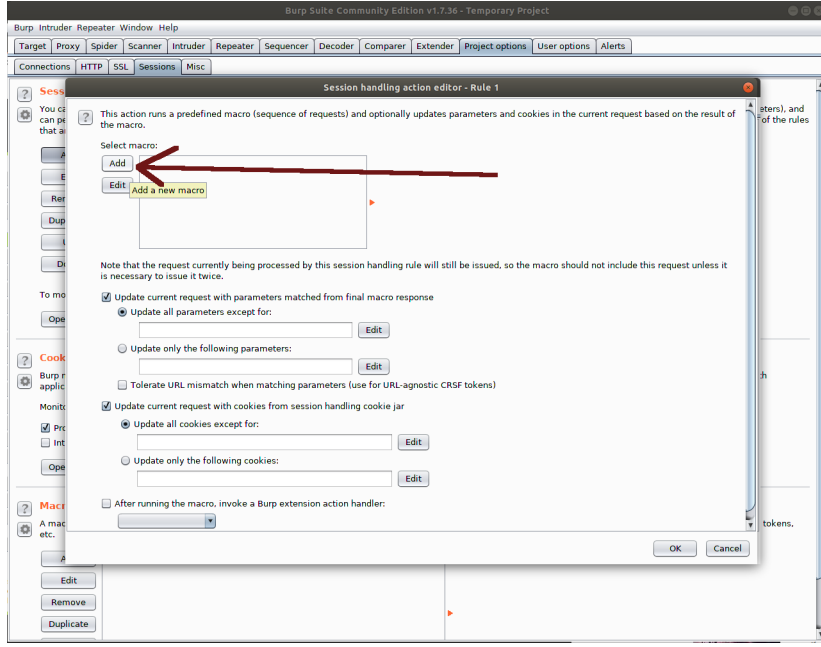 Burp Suite Community Edition v1.7.36 - Temporary Project
Burp Intruder Repeater Window Help
Target Proxy Spider Scanner Intruder Repeater Sequencer Decoder Comparer Extender Project options User options Alerts
Connections HTTP SSL Sessions Misc
Session handling action editor - Rule 1
Sess
You ca
can pe
that a
eters), and
of the rules
This action runs a predefined macro (sequence of requests) and optionally updates parameters and cookies in the current request based on the result of
the macro.
Select macro:
Add
Edit
Add a new macro
Note that the request currently being processed by this session handling rule will still be issued, so the macro should not include this request unless it
is necessary to issue it twice.
Update current request with parameters matched from final macro response
Update all parameters except for:
Edit
Update only the following parameters:
Edit
Tolerate URL mismatch when matching parameters (use for URL-agnostic CRSF tokens)
Update current request with cookies from session handling cookie jar
Update all cookies except for:
Edit
Update only the following cookies:
Edit
After running the macro, invoke a Burp extension action handler:
OK Cancel
Rer
Dup
To mo
Ope
Cook
Burp r
applic
Monito
Pro
Int
Ope
Macr
A mac
etc.
tokens,
Edit
Remove
Duplicate